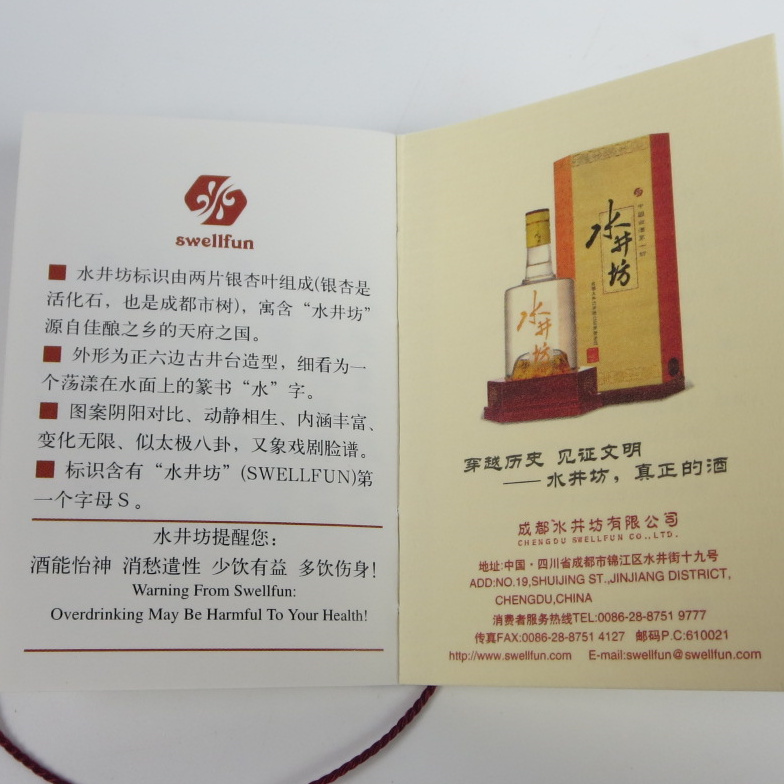 swellfun
■ 水井坊标识由两片银杏叶组成(银杏是
活化石，也是成都市树)，寓含“水井坊”
源自佳酿之乡的天府之国。
■ 外形为正六边古井台造型，细看为一
个荡漾在水面上的篆书“水”字。
■ 图案阴阳对比、动静相生、内涵丰富、
变化无限、似太极八卦，又象戏剧脸谱。
■ 标识含有“水井坊”(SWELLFUN)第
一个字母S。
水井坊提醒您：
酒能怡神 消愁遣性 少饮有益 多饮伤身！
Warning From Swellfun:
Overdrinking May Be Harmful To Your Health!
水井坊
水井坊
穿越历史 见证文明
——水井坊，真正的酒
成都水井坊有限公司
CHENGDU SWELLFUN CO.,LTD.
地址:中国·四川省成都市锦江区水井街十九号
ADD:NO.19,SHUIJING ST.,JINJIANG DISTRICT,
CHENGDU,CHINA
消费者服务热线TEL:0086-28-8751 9777
传真FAX:0086-28-8751 4127 邮码P.C:610021
http://www.swellfun.com E-mail:swellfun@swellfun.com